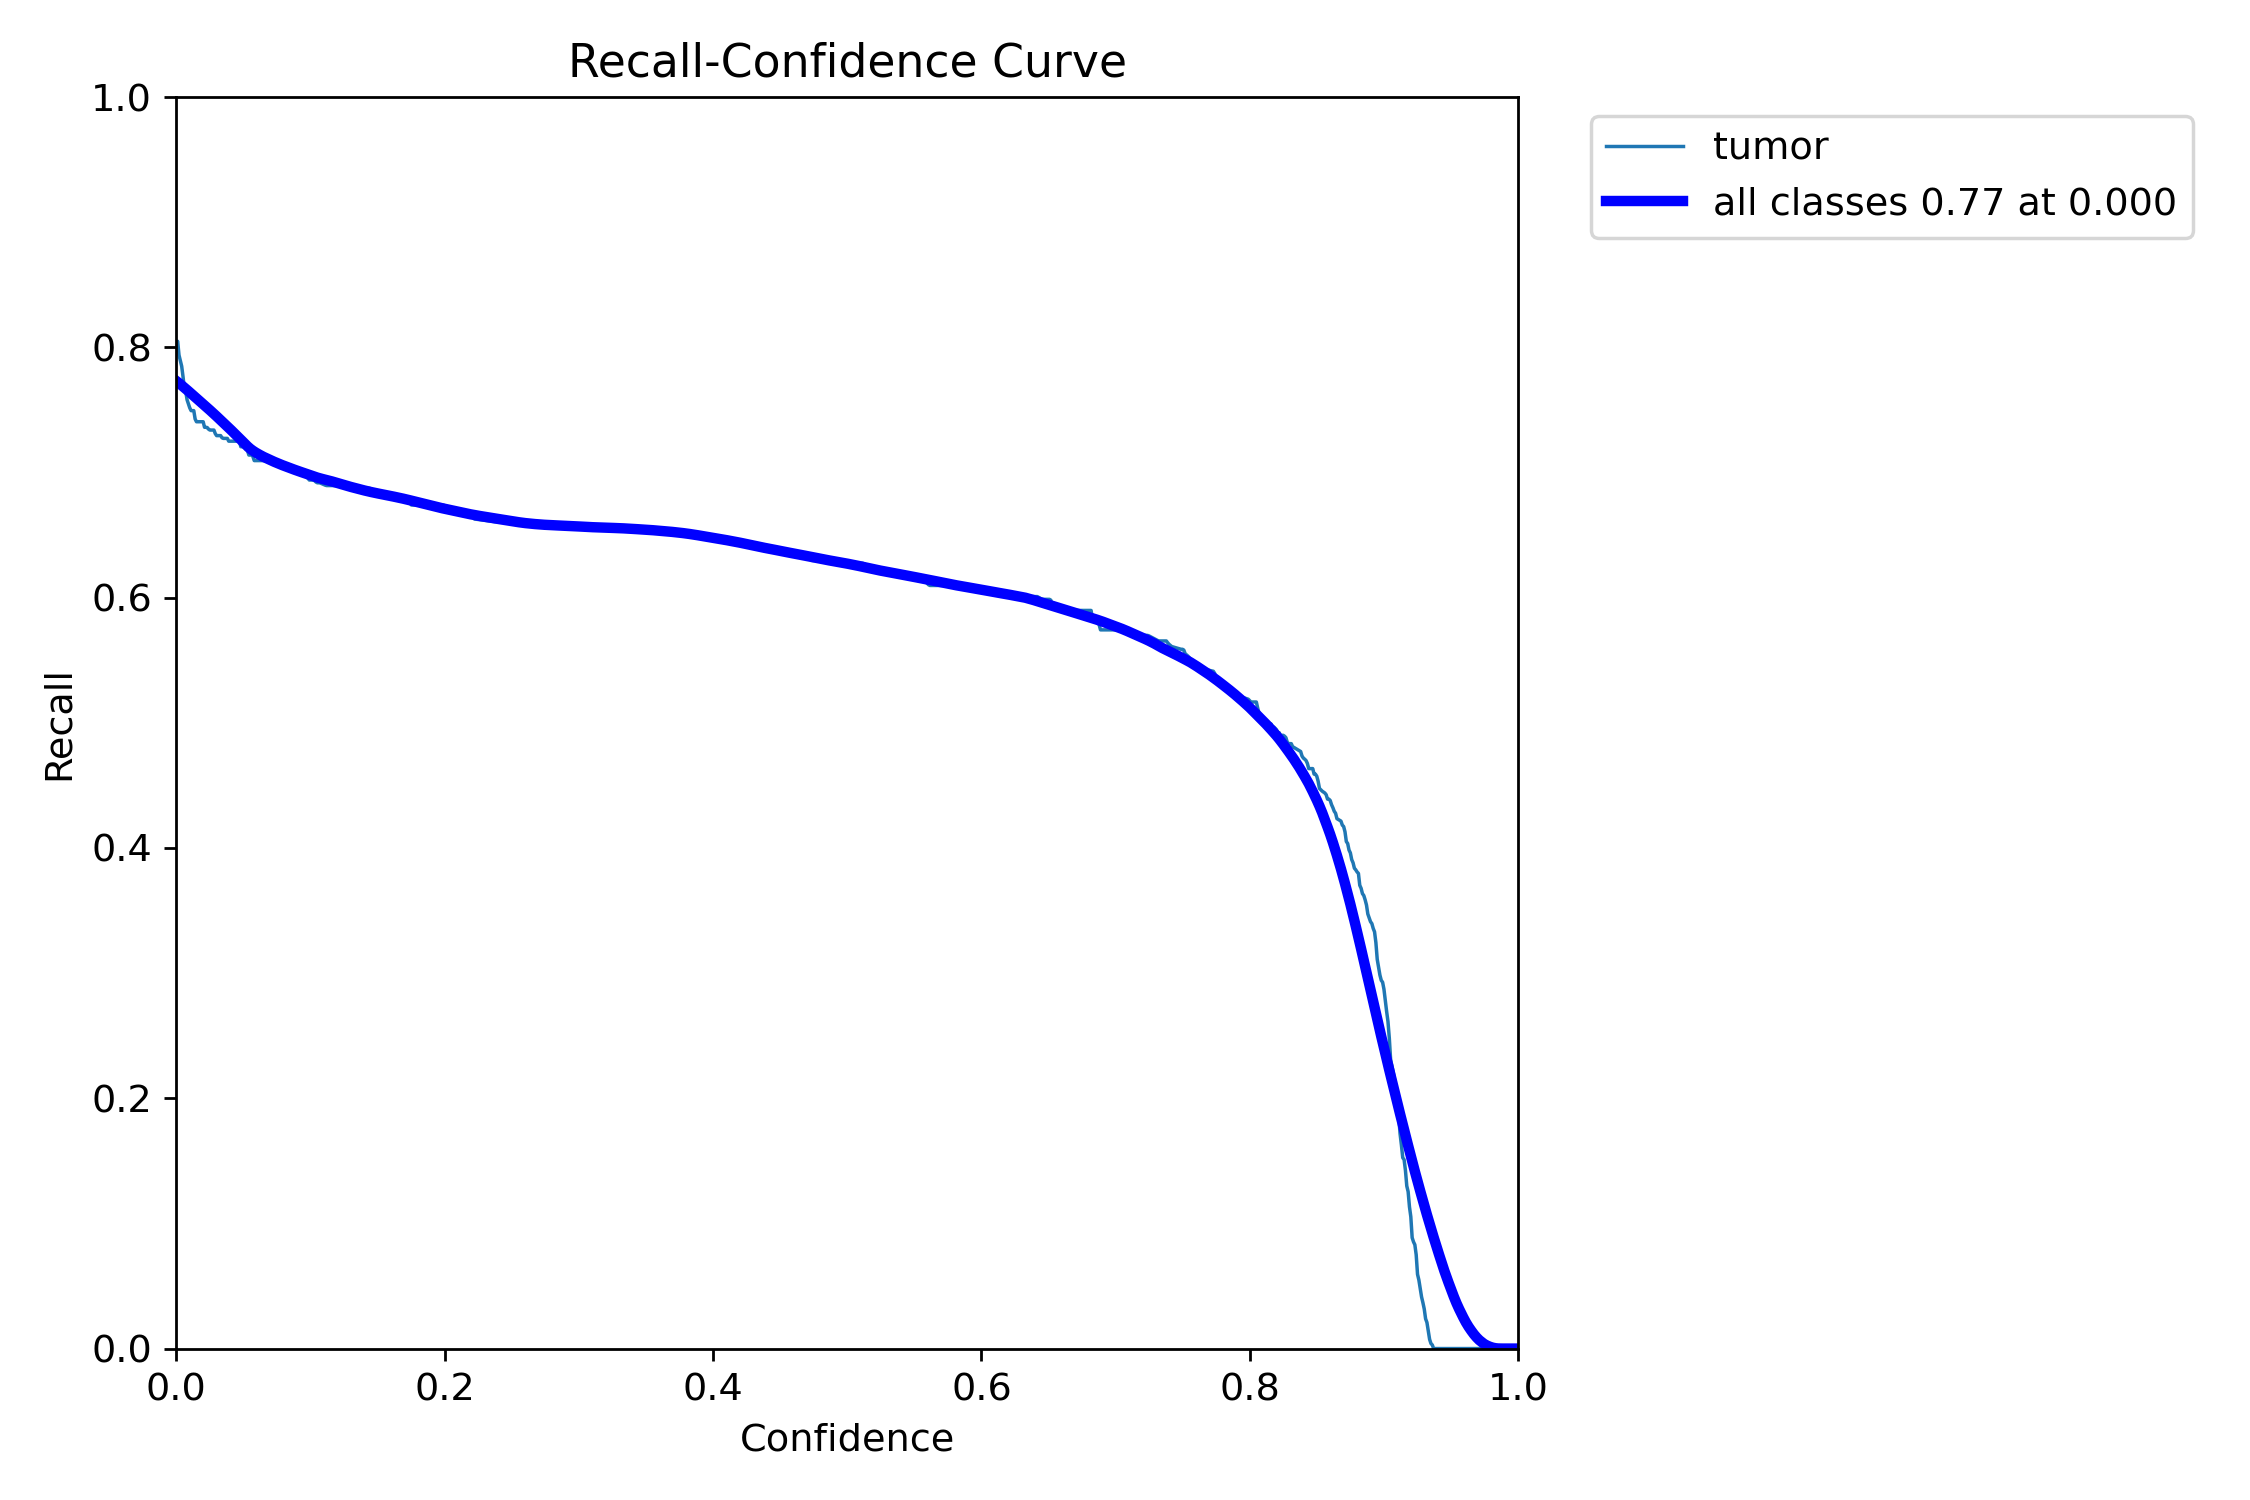 Recall-Confidence Curve
tumor
all classes 0.77 at 0.000
Recall
1.0
0.8
0.6
0.4
0.2
0.0
0.0 0.2 0.4 0.6 0.8 1.0
Confidence